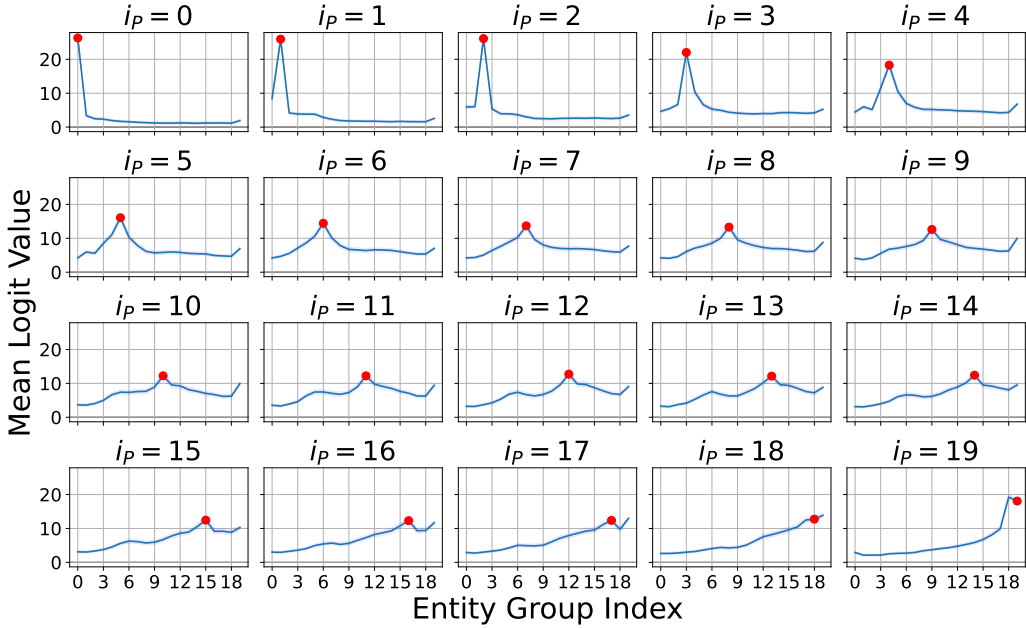 i_P = 0 i_P = 1 i_P = 2 i_P = 3 i_P = 4
20
10
0
i_P = 5 i_P = 6 i_P = 7 i_P = 8 i_P = 9
20
10
0
Mean Logit Value
i_P = 10 i_P = 11 i_P = 12 i_P = 13 i_P = 14
20
10
0
i_P = 15 i_P = 16 i_P = 17 i_P = 18 i_P = 19
20
10
0
0 3 6 9 12 15 18 0 3 6 9 12 15 18 0 3 6 9 12 15 18 0 3 6 9 12 15 18 0 3 6 9 12 15 18
Entity Group Index